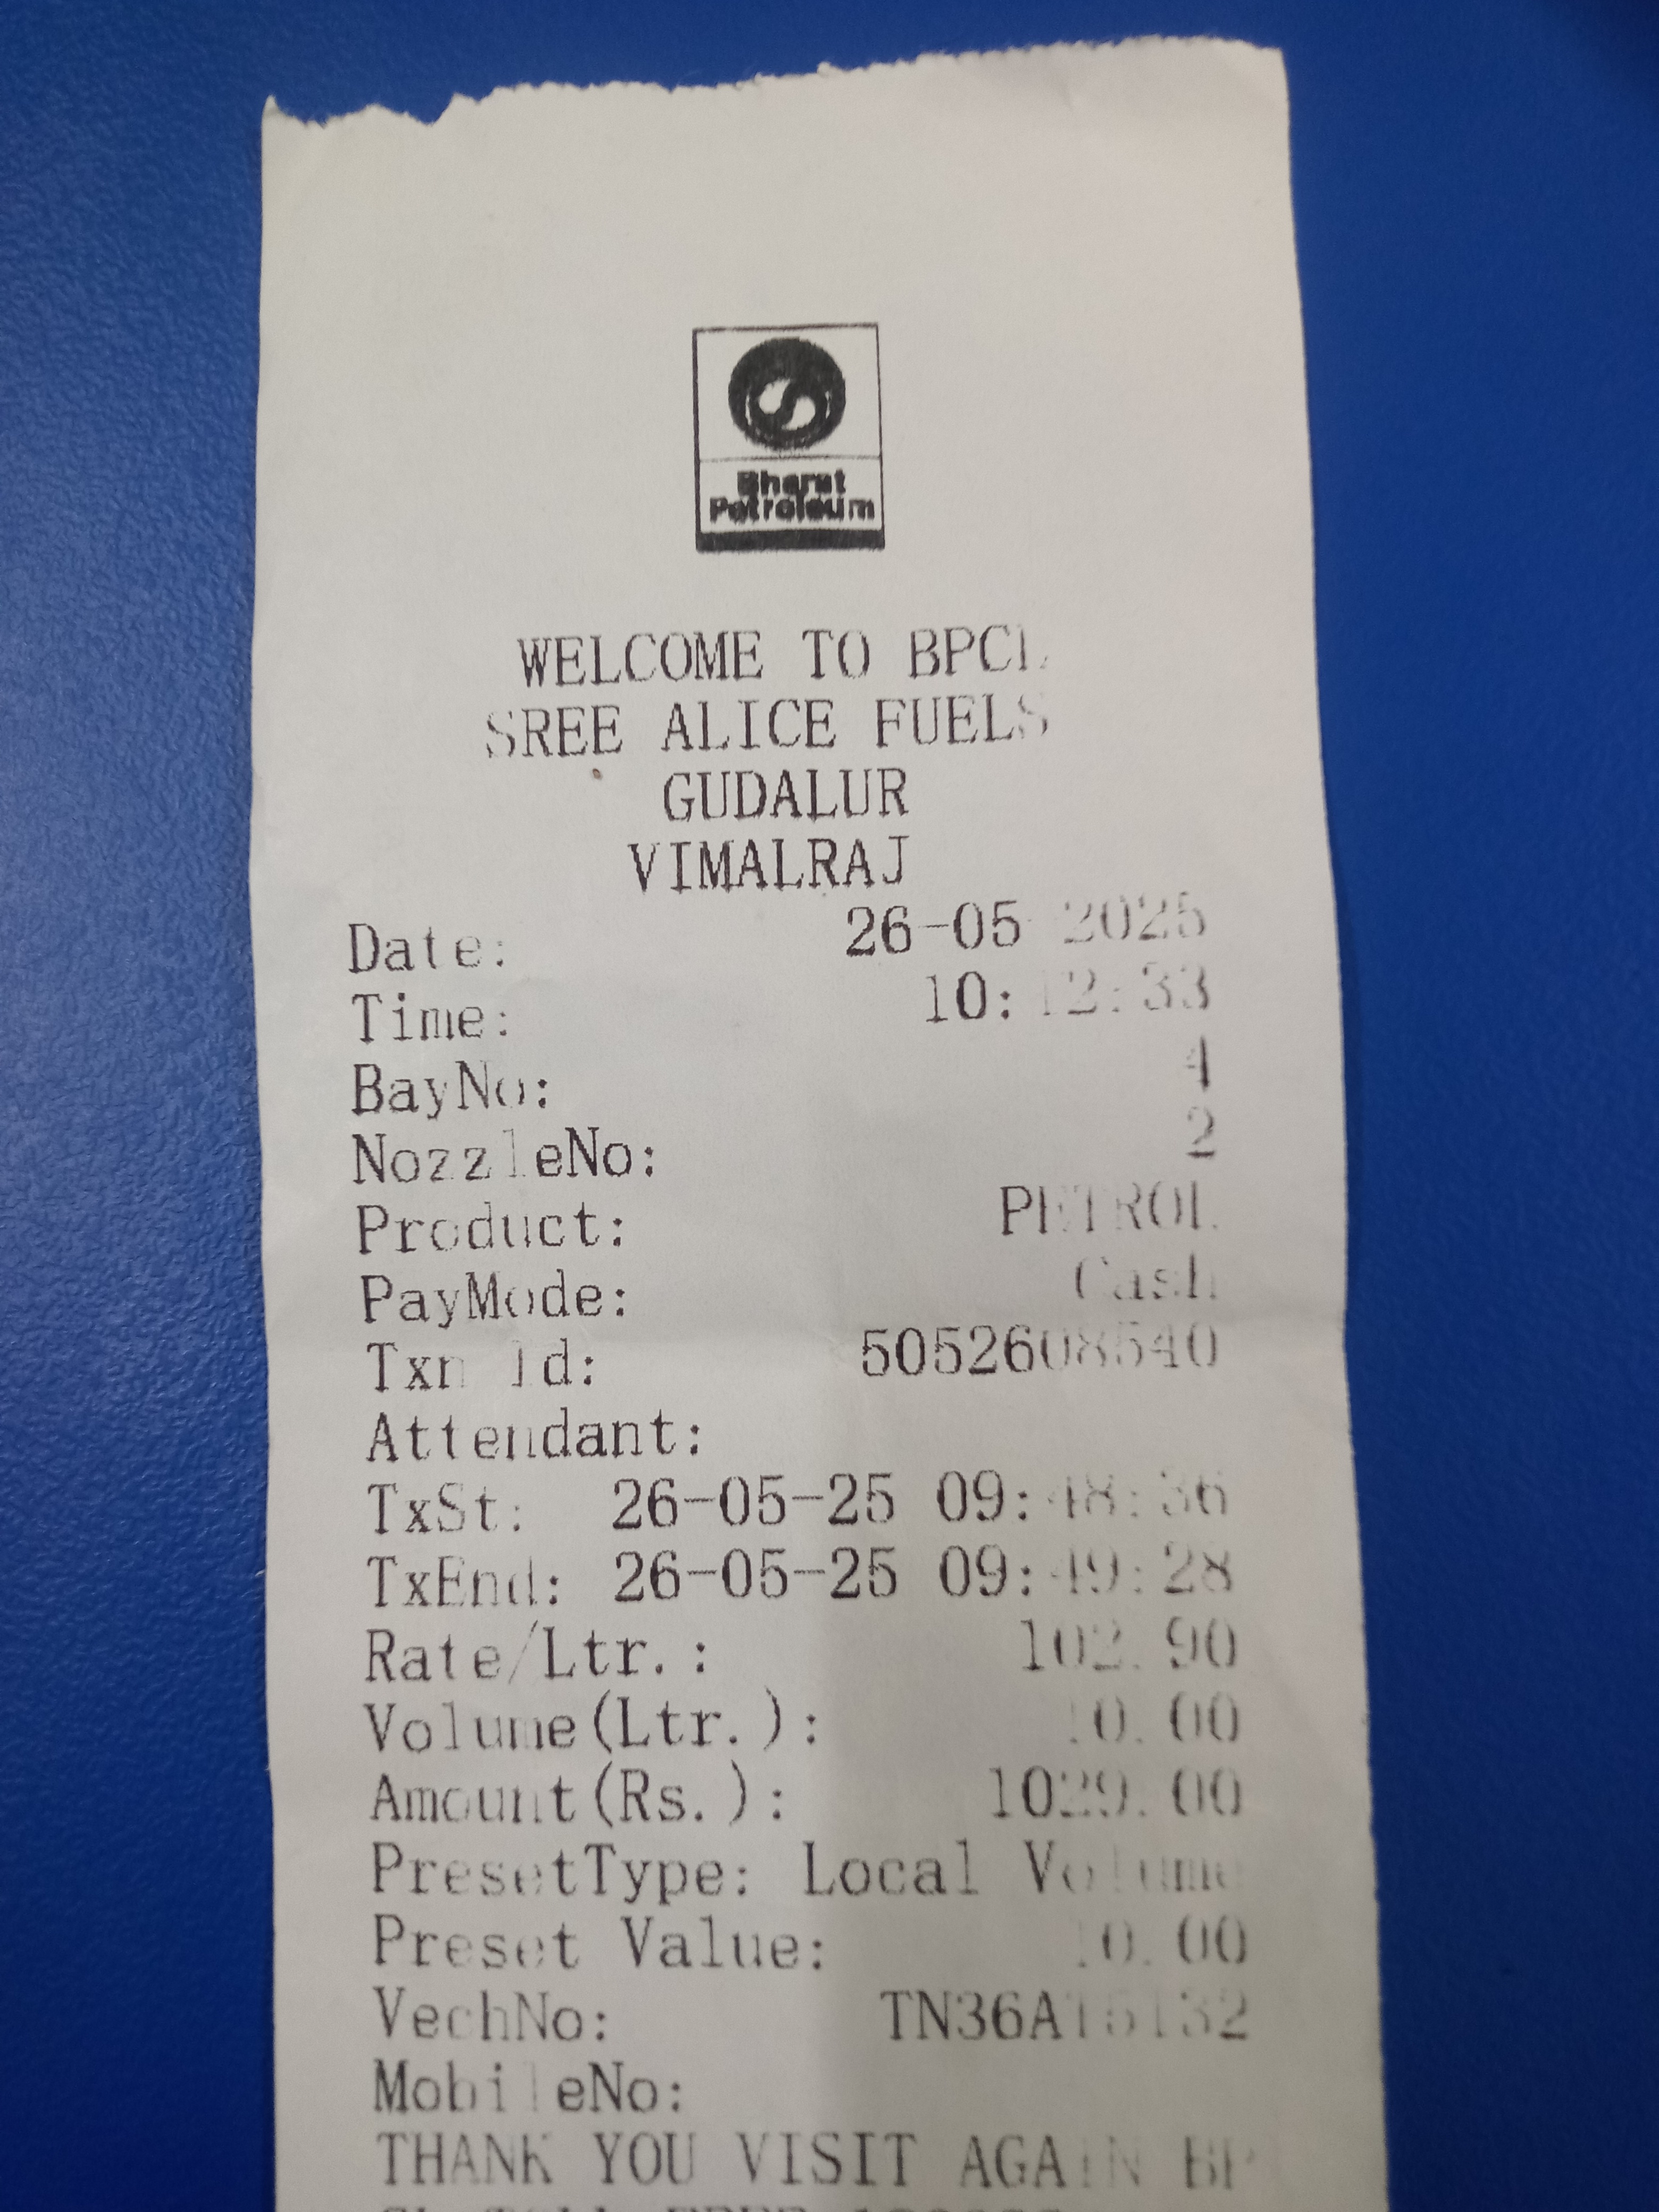 Bharat
Petroleum
WELCOME TO BPCL
SREE ALICE FUELS
GUDALUR
VIMALRAJ
Date: 26-05-2025
Time: 10:12:33
BayNo: 4
NozzleNo: 2
Product: PETROL
PayMode: Cash
Txn Id: 5052608540
Attendant:
TxSt: 26-05-25 09:48:36
TxEnd: 26-05-25 09:49:28
Rate/Ltr.: 102.90
Volume(Ltr.): 10.00
Amount(Rs.): 1029.00
PresetType: Local Volume
Preset Value: 10.00
VechNo:
MobileNo:
THANK YOU VISIT AGAIN